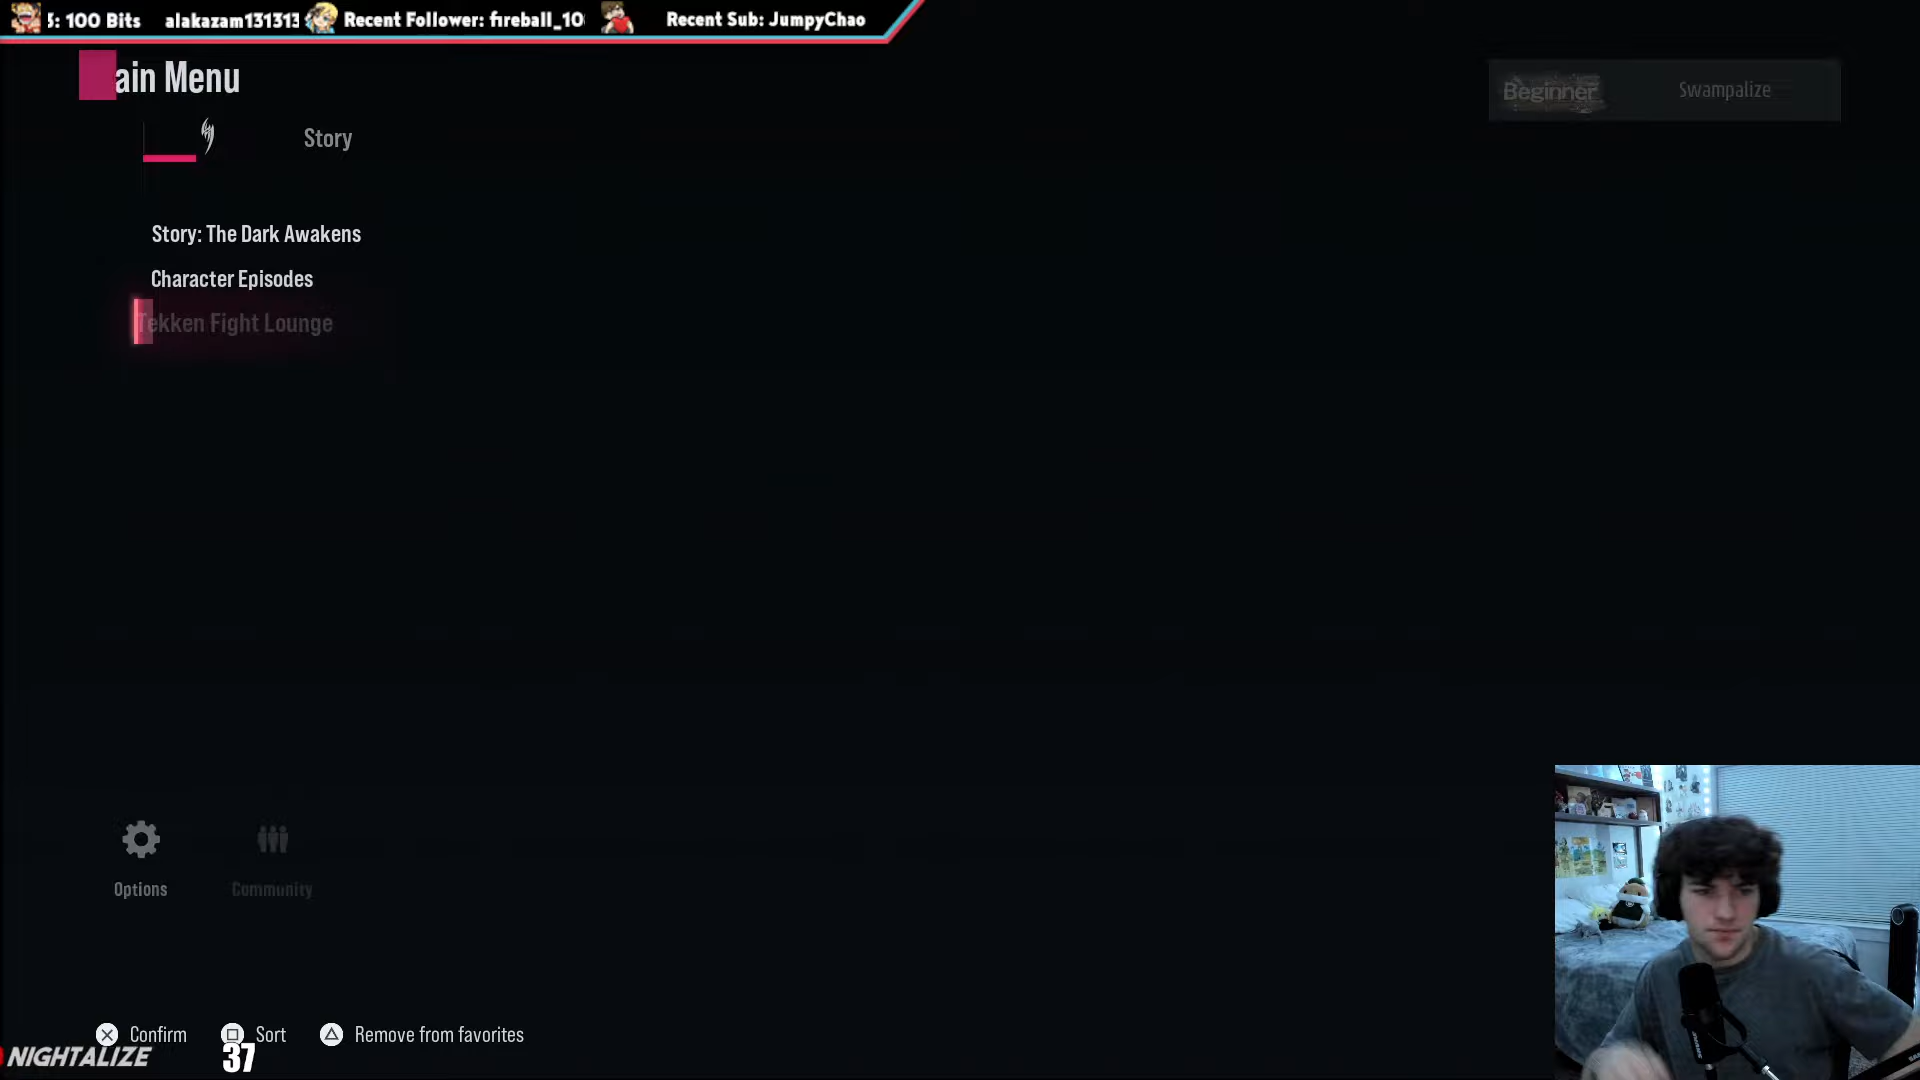 3: 100 Bits alakazam131313 Recent Follower: fireball_10 Recent Sub: JumpyChao
ain Menu
Beginner Swampalize
Story
Story: The Dark Awakens
Character Episodes
Tekken Fight Lounge
Options Community
Confirm Sort Remove from favorites
NIGHTALIZE 37